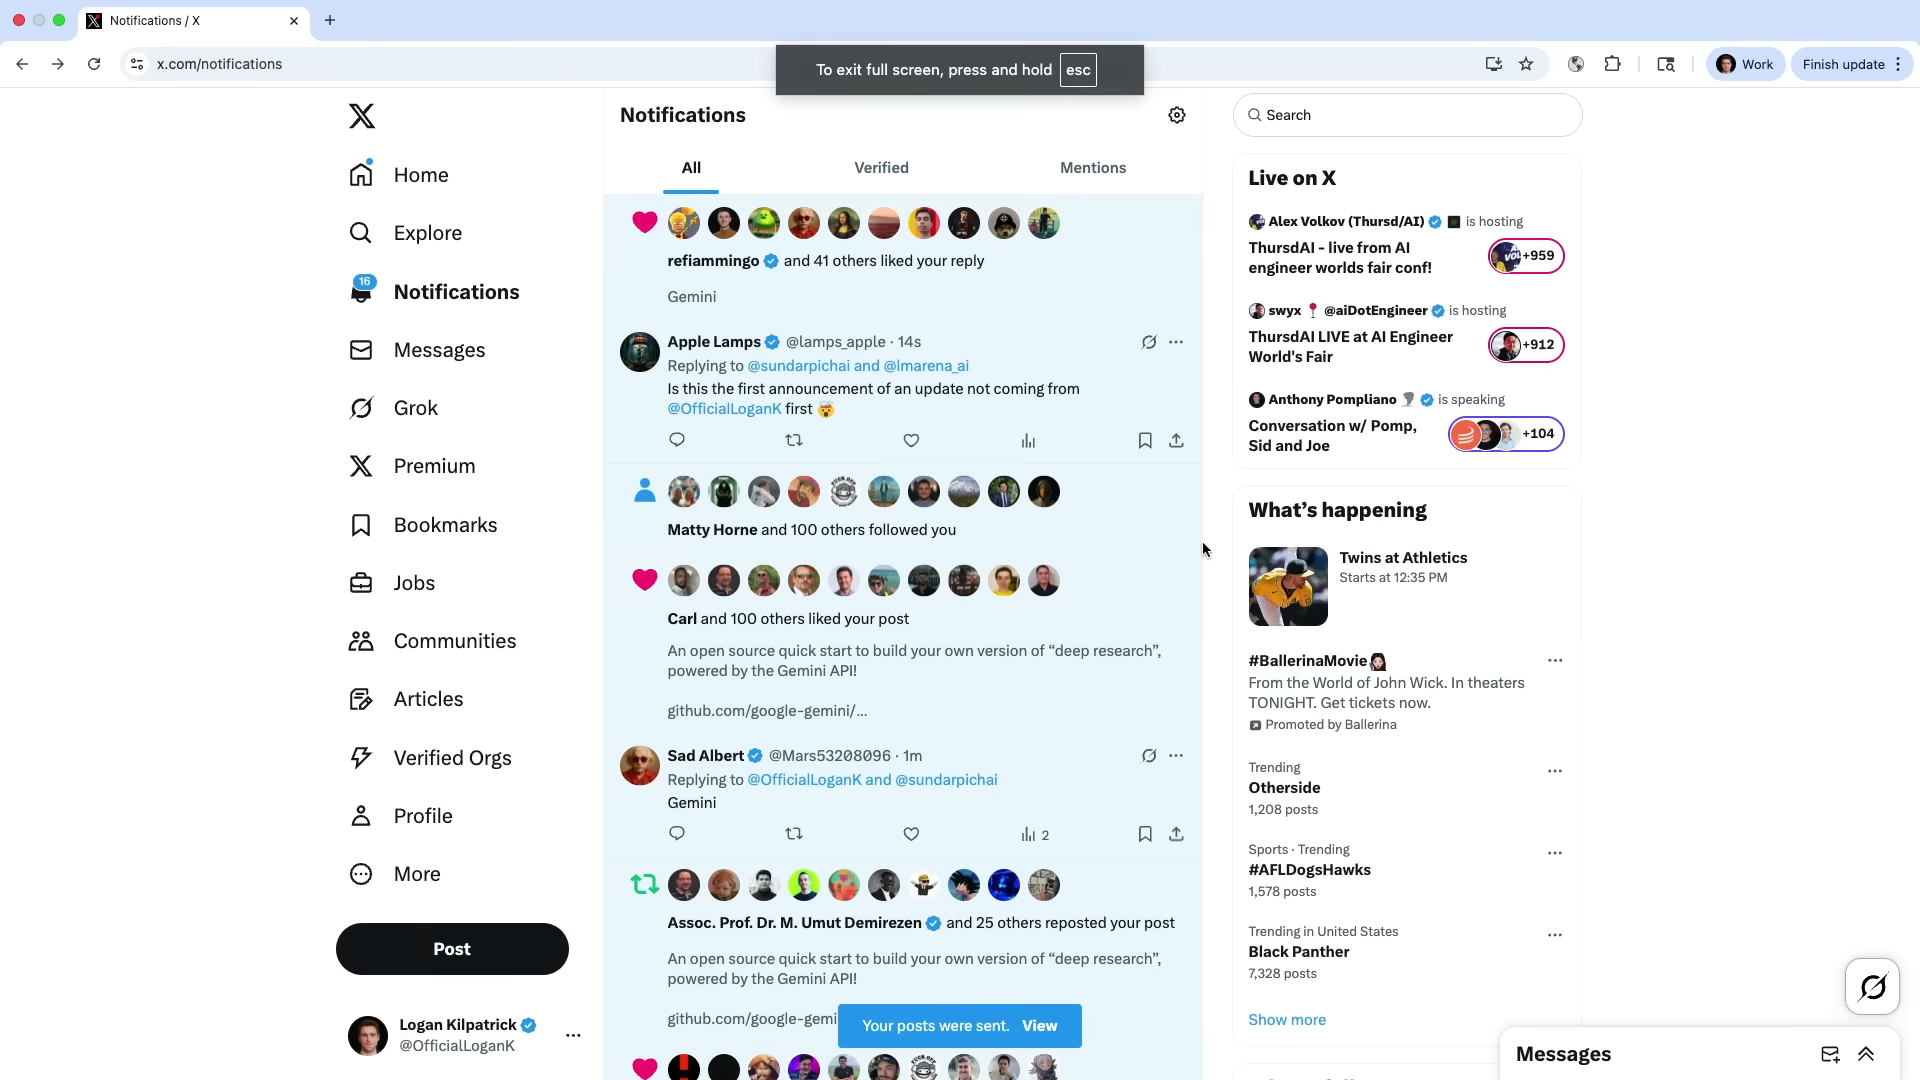 Notifications / X
x.com/notifications
To exit full screen, press and hold esc
Work
Finish update
Home
Explore
16
Notifications
Messages
Grok
Premium
Bookmarks
Jobs
Communities
Articles
Verified Orgs
Profile
More
Post
Logan Kilpatrick
@OfficialLoganK
Notifications
All
Verified
Mentions
refiammingo and 41 others liked your reply
Gemini
Apple Lamps @lamps_apple · 14s
Replying to @sundarpichai and @lmarena_ai
Is this the first announcement of an update not coming from
@OfficialLoganK first 🤯
Matty Horne and 100 others followed you
Carl and 100 others liked your post
An open source quick start to build your own version of “deep research”,
powered by the Gemini API!
github.com/google-gemini/…
Sad Albert @Mars53208096 · 1m
Replying to @OfficialLoganK and @sundarpichai
Gemini
2
Assoc. Prof. Dr. M. Umut Demirezen and 25 others reposted your post
An open source quick start to build your own version of “deep research”,
powered by the Gemini API!
github.com/google-gemi
Your posts were sent. View
Search
Live on X
Alex Volkov (Thursd/AI) is hosting
ThursdAI - live from AI
engineer worlds fair conf!
+959
swyx @aiDotEngineer is hosting
ThursdAI LIVE at AI Engineer
World's Fair
+912
Anthony Pompliano is speaking
Conversation w/ Pomp,
Sid and Joe
+104
What’s happening
Twins at Athletics
Starts at 12:35 PM
#BallerinaMovie
From the World of John Wick. In theaters
TONIGHT. Get tickets now.
Promoted by Ballerina
Trending
Otherside
1,208 posts
Sports · Trending
#AFLDogsHawks
1,578 posts
Trending in United States
Black Panther
7,328 posts
Show more
Messages